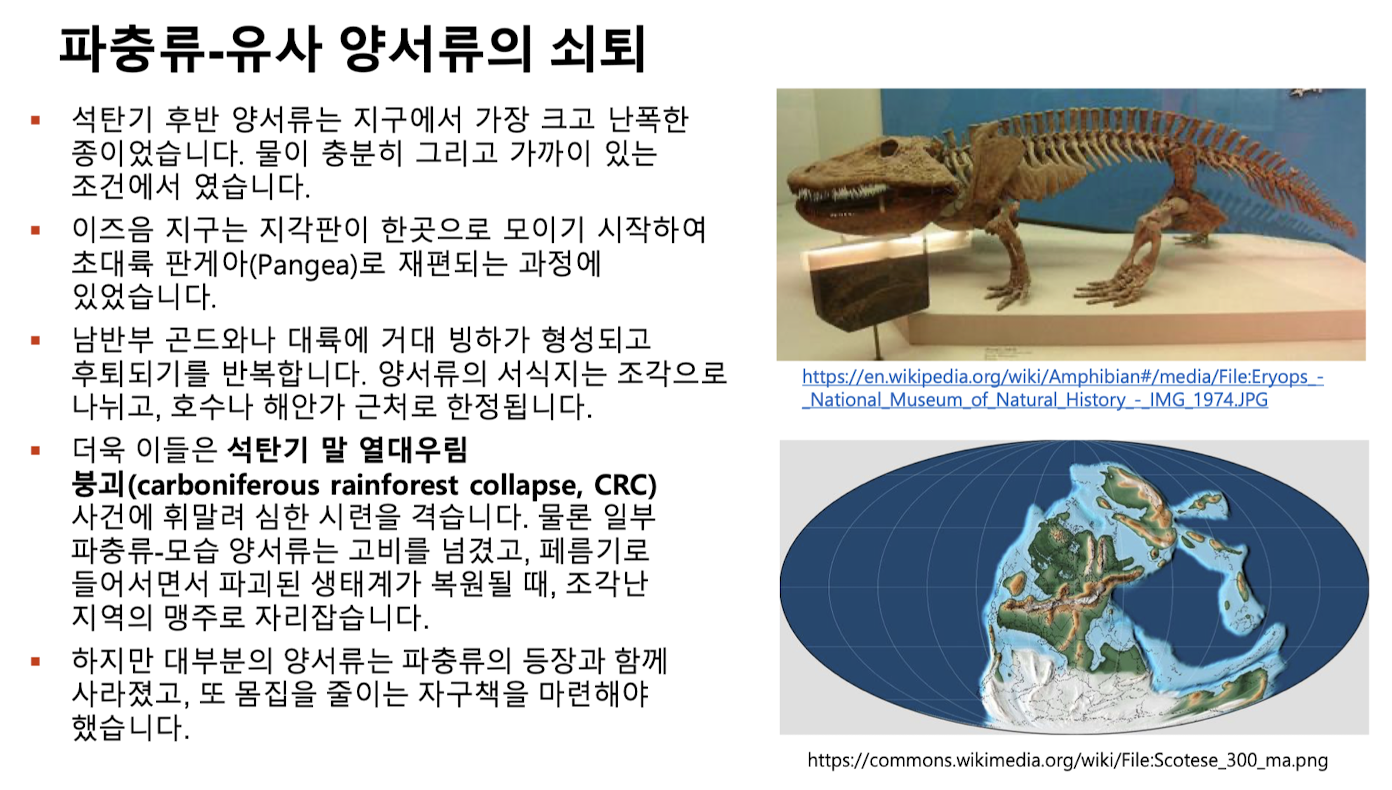 파충류-유사 양서류의 쇠퇴
▪ 석탄기 후반 양서류는 지구에서 가장 크고 난폭한
종이었습니다. 물이 충분히 그리고 가까이 있는
조건에서 였습니다.
▪ 이즈음 지구는 지각판이 한곳으로 모이기 시작하여
초대륙 판게아(Pangea)로 재편되는 과정에
있었습니다.
▪ 남반부 곤드와나 대륙에 거대 빙하가 형성되고
후퇴되기를 반복합니다. 양서류의 서식지는 조각으로
나뉘고, 호수나 해안가 근처로 한정됩니다.
▪ 더욱 이들은 석탄기 말 열대우림
붕괴(carboniferous rainforest collapse, CRC)
사건에 휘말려 심한 시련을 격습니다. 물론 일부
파충류-모습 양서류는 고비를 넘겼고, 페름기로
들어서면서 파괴된 생태계가 복원될 때, 조각난
지역의 맹주로 자리잡습니다.
▪ 하지만 대부분의 양서류는 파충류의 등장과 함께
사라졌고, 또 몸집을 줄이는 자구책을 마련해야
했습니다.
https://en.wikipedia.org/wiki/Amphibian#/media/File:Eryops_-
_National_Museum_of_Natural_History_-_IMG_1974.JPG
https://commons.wikimedia.org/wiki/File:Scotese_300_ma.png